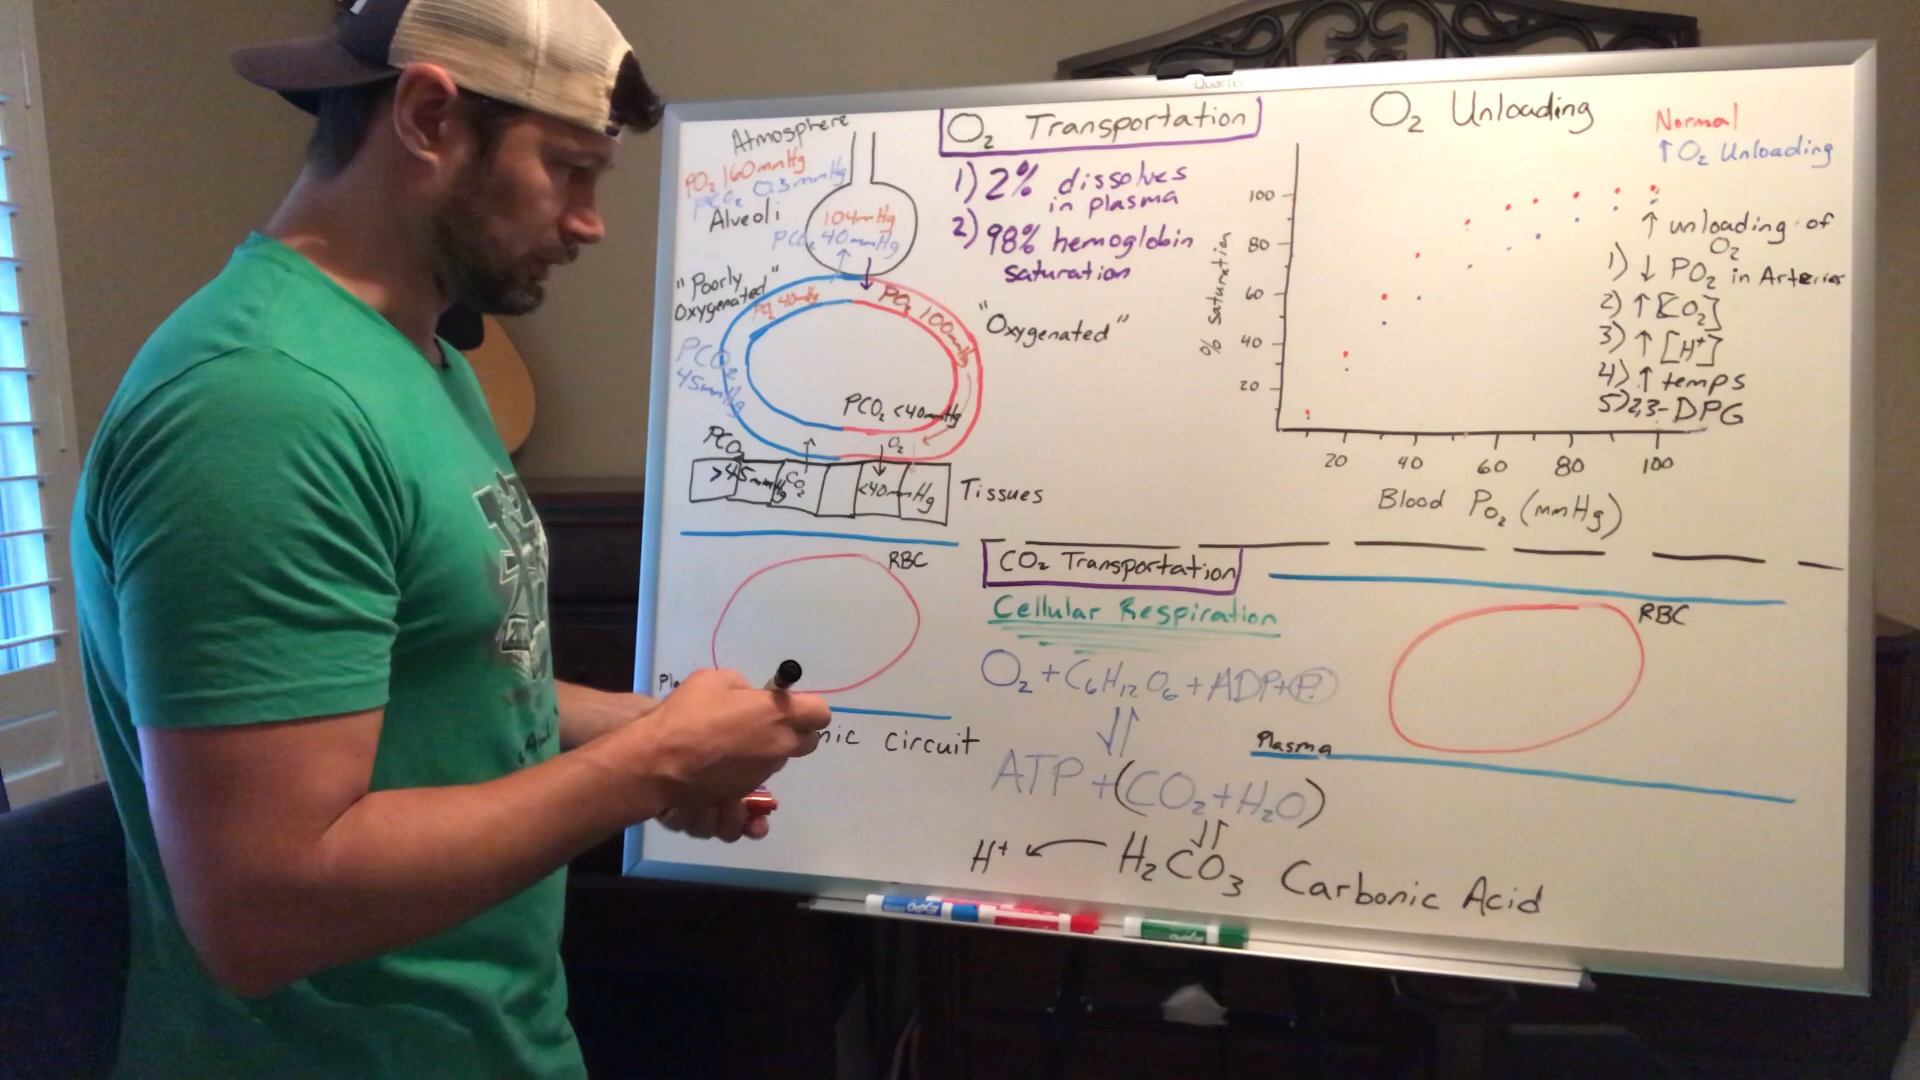 Atmosphere
PO2 160mmHg
PCO2 0.3mmHg
Alveoli
104mmHg
PCO2 40mmHg
"Poorly
Oxygenated"
PO2 40mmHg
PO2 100mmHg
"Oxygenated"
PCO2
45mmHg
PCO2 <40mmHg
PCO2
>45mmHg
CO2
O2
<40mmHg
Tissues
O2 Transportation
1) 2% dissolves
in plasma
2) 98% hemoglobin
saturation
O2 Unloading
Normal
↑ O2 Unloading
% saturation
100
80
60
40
20
20 40 60 80 100
Blood PO2 (mmHg)
↑ unloading of
O2
1) ↓ PO2 in Arteries
2) ↑ [CO2]
3) ↑ [H+]
4) ↑ temps
5) 2,3-DPG
RBC
circuit
CO2 Transportation
Cellular Respiration
O2 + C6H12O6 + ADP + Pi
ATP + (CO2 + H2O)
H+ ← H2CO3 Carbonic Acid
RBC
Plasma